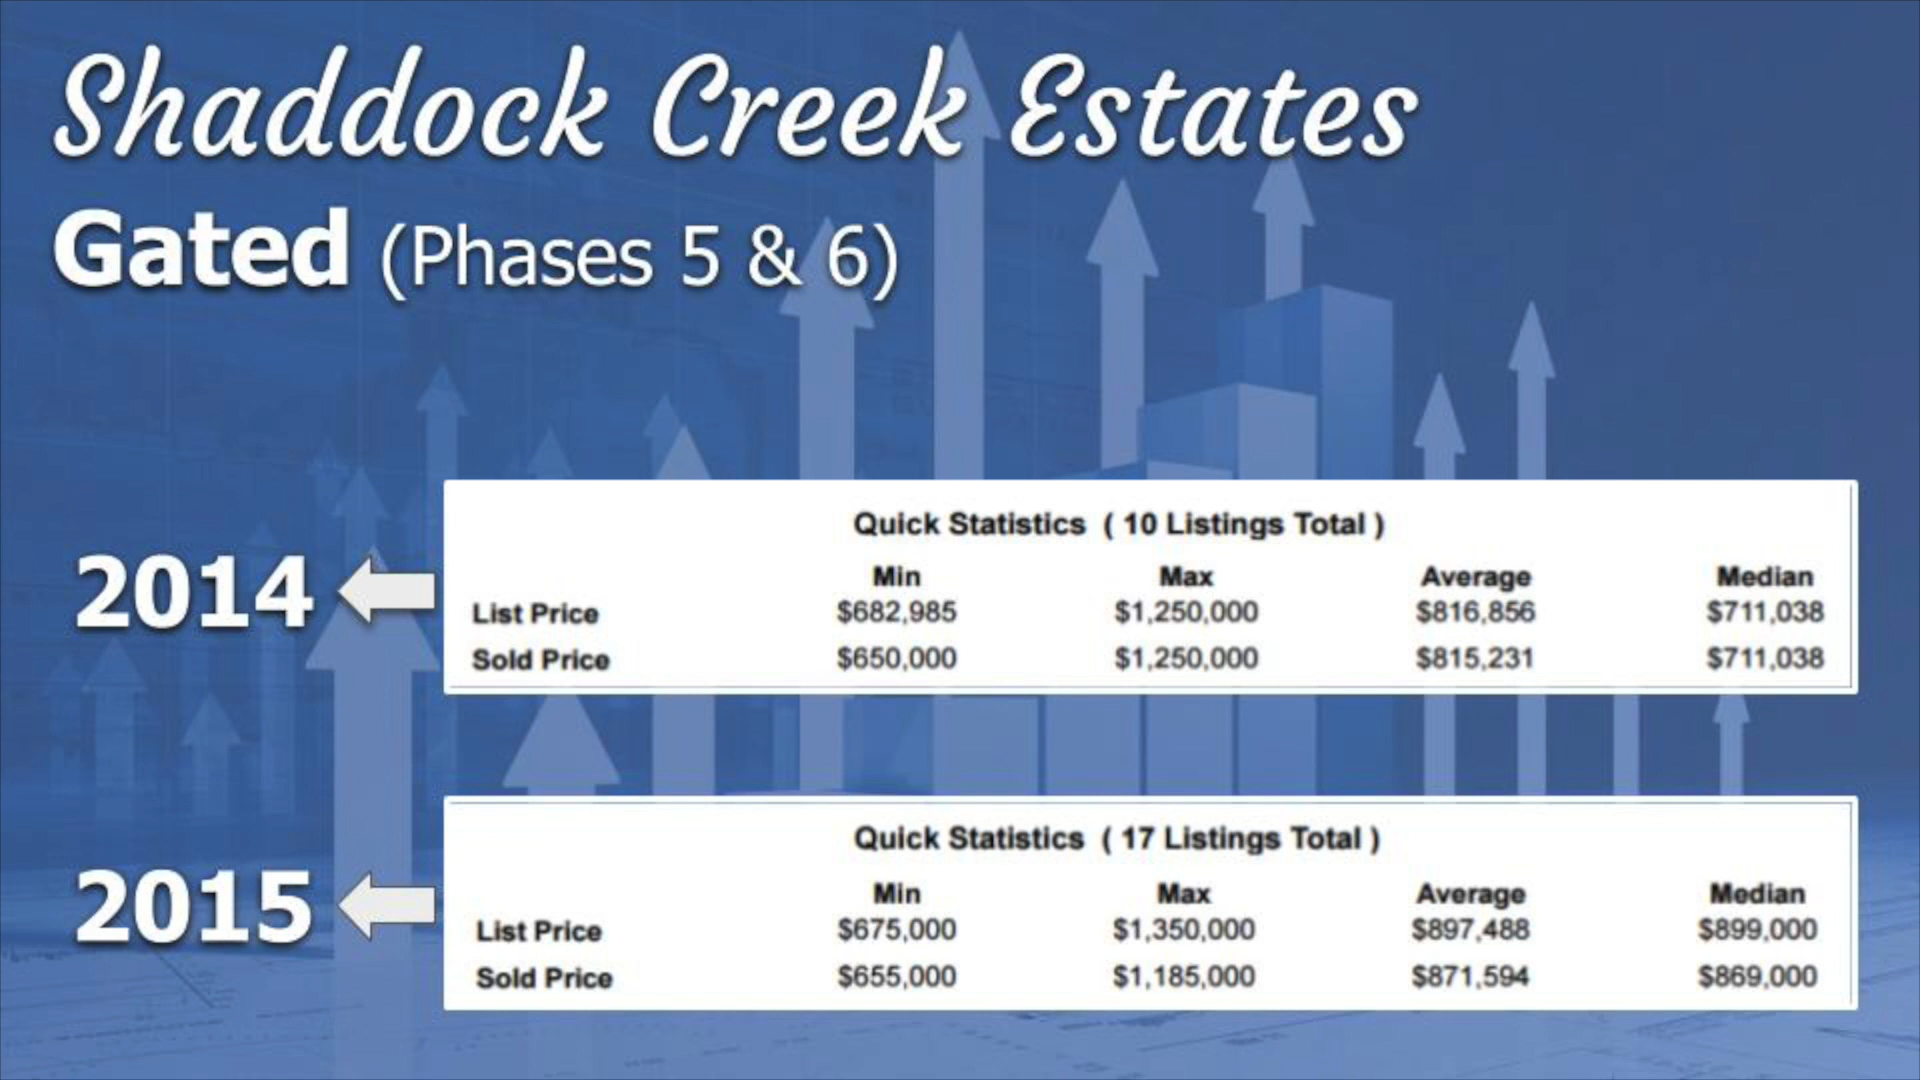 Shaddock Creek Estates
Gated (Phases 5 & 6)
2014
Quick Statistics ( 10 Listings Total )
Min Max Average Median
List Price $682,985 $1,250,000 $816,856 $711,038
Sold Price $650,000 $1,250,000 $815,231 $711,038
2015
Quick Statistics ( 17 Listings Total )
Min Max Average Median
List Price $675,000 $1,350,000 $897,488 $899,000
Sold Price $655,000 $1,185,000 $871,594 $869,000